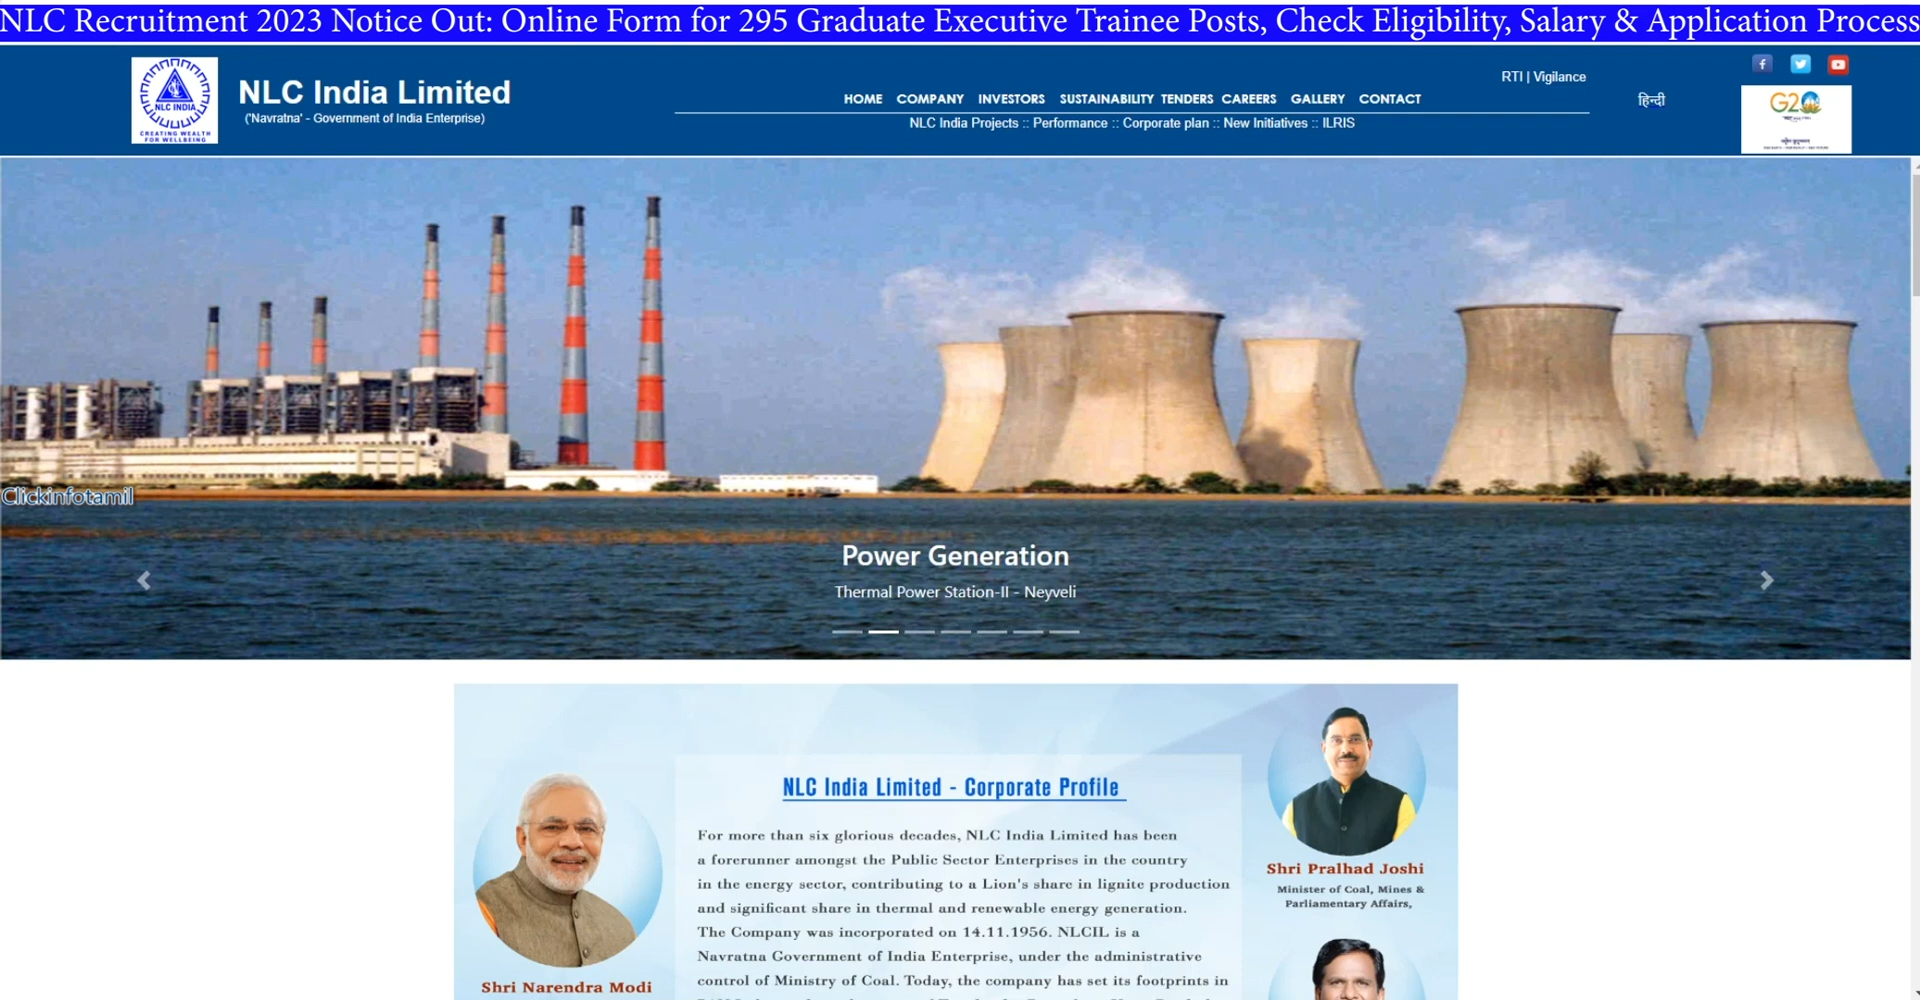 NLC Recruitment 2023 Notice Out: Online Form for 295 Graduate Executive Trainee Posts, Check Eligibility, Salary & Application Process
NLC INDIA
CREATING WEALTH
FOR WELLBEING
NLC India Limited
('Navratna' - Government of India Enterprise)
RTI | Vigilance
HOME COMPANY INVESTORS SUSTAINABILITY TENDERS CAREERS GALLERY CONTACT
NLC India Projects :: Performance :: Corporate plan :: New Initiatives :: ILRIS
हिन्दी
G20
Clickinfotamil
Power Generation
Thermal Power Station-II - Neyveli
NLC India Limited - Corporate Profile
For more than six glorious decades, NLC India Limited has been
a forerunner amongst the Public Sector Enterprises in the country
in the energy sector, contributing to a Lion's share in lignite production
and significant share in thermal and renewable energy generation.
The Company was incorporated on 14.11.1956. NLCIL is a
Navratna Government of India Enterprise, under the administrative
control of Ministry of Coal. Today, the company has set its footprints in
Shri Narendra Modi
Shri Pralhad Joshi
Minister of Coal, Mines &
Parliamentary Affairs,